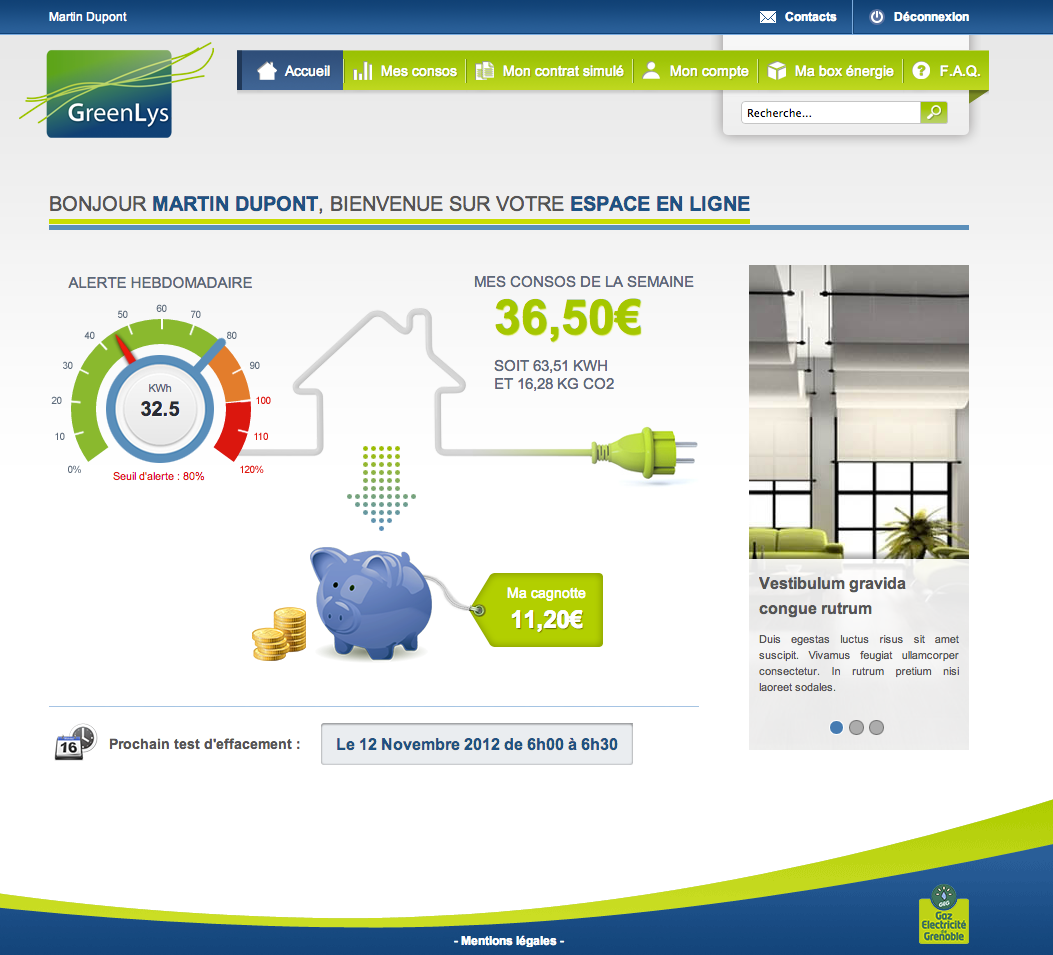 Martin Dupont
Contacts
Déconnexion
GreenLys
Accueil
Mes consos
Mon contrat simulé
Mon compte
Ma box énergie
? F.A.Q.
Recherche...
BONJOUR MARTIN DUPONT, BIENVENUE SUR VOTRE ESPACE EN LIGNE
ALERTE HEBDOMADAIRE
0%
10
20
30
40
50
60
70
80
90
100
110
120%
KWh
32.5
Seuil d'alerte : 80%
MES CONSOS DE LA SEMAINE
36,50€
SOIT 63,51 KWH
ET 16,28 KG CO2
Ma cagnotte
11,20€
Vestibulum gravida
congue rutrum
Duis egestas luctus risus sit amet
suscipit. Vivamus feugiat ullamcorper
consectetur. In rutrum pretium nisi
laoreet sodales.
16
Prochain test d'effacement :
Le 12 Novembre 2012 de 6h00 à 6h30
GEG
Gaz
Electricité
de
Grenoble
- Mentions légales -